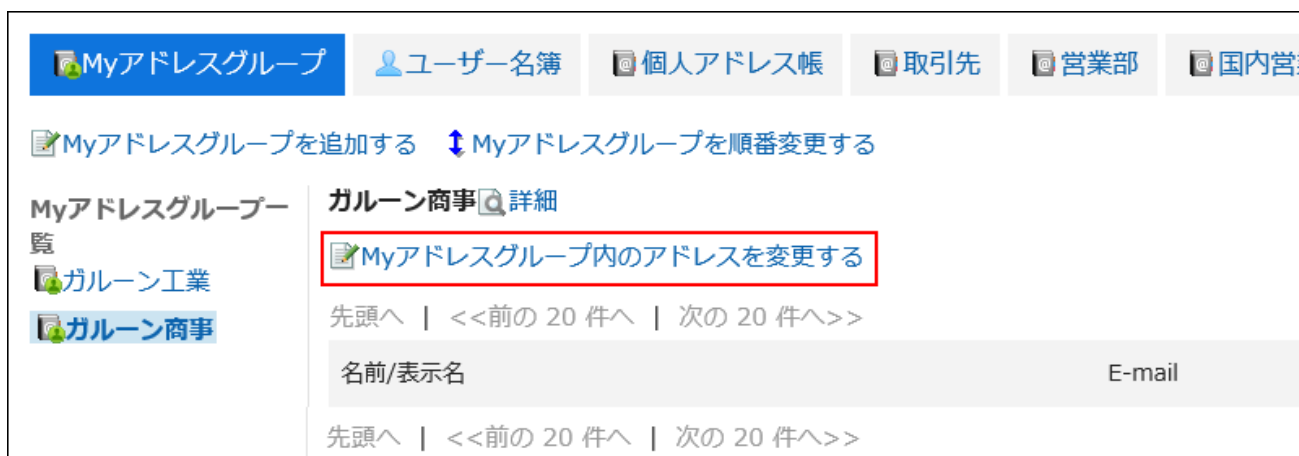 Myアドレスグループ ユーザー名簿 個人アドレス帳 取引先 営業部 国内営
Myアドレスグループを追加する Myアドレスグループを順番変更する
Myアドレスグループ一
覧
ガルーン工業
ガルーン商事
ガルーン商事 詳細
Myアドレスグループ内のアドレスを変更する
先頭へ | <<前の 20 件へ | 次の 20 件へ>>
名前/表示名 E-mail
先頭へ | <<前の 20 件へ | 次の 20 件へ>>